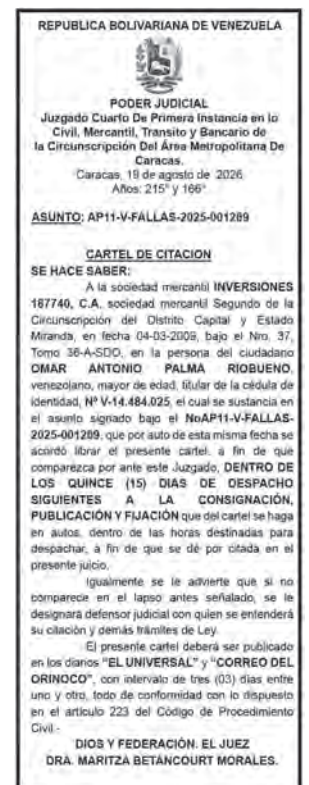 REPUBLICA BOLIVARIANA DE VENEZUELA
PODER JUDICIAL
Juzgado Cuarto De Primera Instancia en lo
Civil, Mercantil, Transito y Bancario de
la Circunscripción Del Área Metropolitana De
Caracas.
Caracas, 19 de agosto de 2026
Años: 215° y 166°
ASUNTO: AP11-V-FALLAS-2025-001289
CARTEL DE CITACION
SE HACE SABER:
A la sociedad mercantil INVERSIONES
187740, C.A, sociedad mercantil Segundo de la
Circunscripción del Distrito Capital y Estado
Miranda, en fecha 04-03-2009, bajo el Nro. 37,
Tomo 36-A-SDO, en la persona del ciudadano
OMAR ANTONIO PALMA RIOBUENO,
venezolano, mayor de edad, titular de la cédula de
identidad, Nº V-14.484.025, el cual se sustancia en
el asunto signado bajo el NoAP11-V-FALLAS-
2025-001209, que por auto de esta misma fecha se
acordó librar el presente cartel, a fin de que
comparezca por ante este Juzgado, DENTRO DE
LOS QUINCE (15) DIAS DE DESPACHO
SIGUIENTES A LA CONSIGNACIÓN,
PUBLICACIÓN Y FIJACIÓN que del cartel se haga
en autos, dentro de las horas destinadas para
despachar, a fin de que se dé por citada en el
presente juicio.
Igualmente se le advierte que si no
comparece en el lapso antes señalado, se le
designará defensor judicial con quien se entenderá
su citación y demás trámites de Ley.
El presente cartel deberá ser publicado
en los diarios "EL UNIVERSAL" y "CORREO DEL
ORINOCO", con intervalo de tres (03) días entre
uno y otro, todo de conformidad con lo dispuesto
en el artículo 223 del Código de Procedimiento
Civil.-
DIOS Y FEDERACIÓN. EL JUEZ
DRA. MARITZA BETANCOURT MORALES.